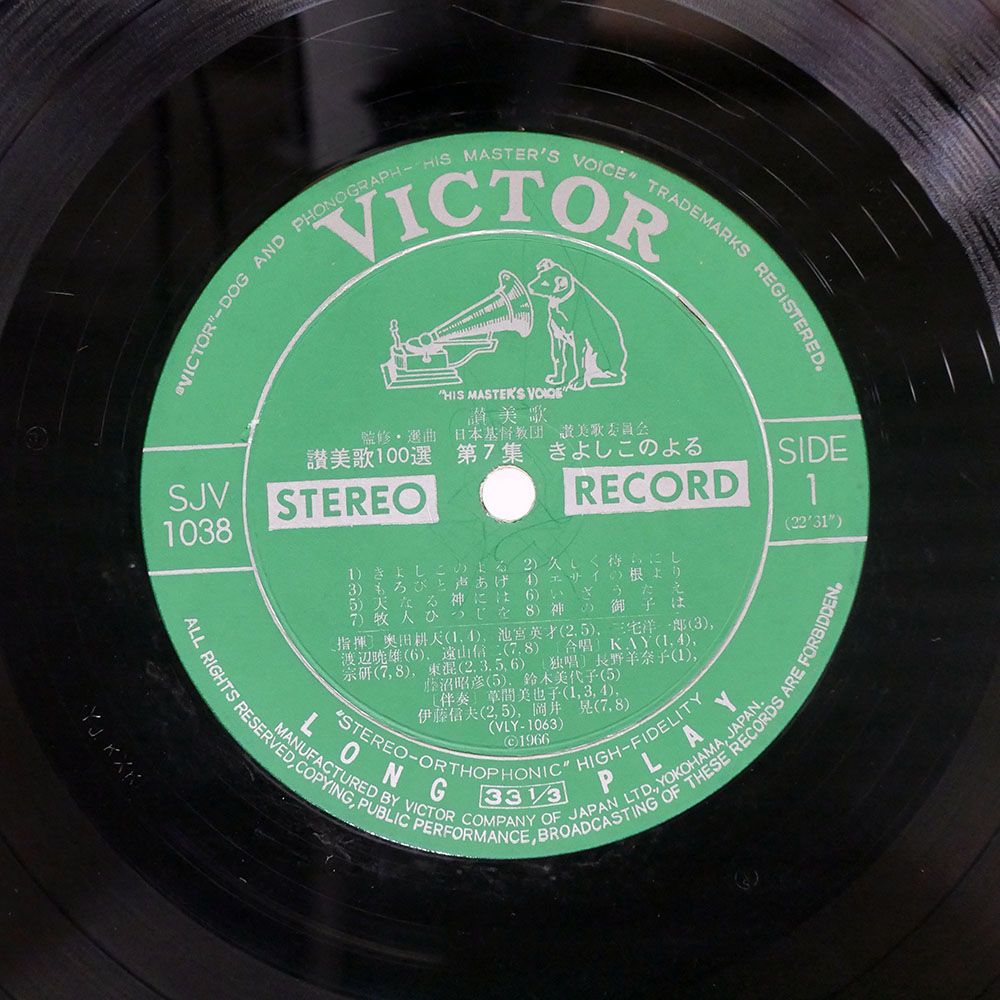 "VICTOR"-DOG AND PHONOGRAPH-"HIS MASTER'S VOICE" TRADEMARKS REGISTERED.
VICTOR
"HIS MASTER'S VOICE"
讃美歌
監修・選曲 日本基督教団 讃美歌委員会
讃美歌100選 第7集 きよしこのよる
SJV
1038
STEREO RECORD
SIDE
1
(22'31")
1) きよしこのよる 2) 久しく待ちにし
3) もろびと声あげ 4) エサイの根より
5) 天なる神には 6) いざうたえ
7) 牧人ひつじを 8) 神の御子は
[指揮] 奥田耕天(1,4), 池宮英才(2,5), 三宅洋一郎(3),
渡辺暁雄(6), 遠山信二(7,8) [合唱] KAY(1,4),
宗研(7,8), 東混(2,3,5,6) [独唱] 長野羊奈子(1),
藤沼昭彦(5) 鈴木美代子(5)
[伴奏] 草間美也子(1,3,4),
伊藤信夫(2,5), 岡井 晃(7,8)
(VLY-1063)
©1966
"STEREO-ORTHOPHONIC" HIGH-FIDELITY
LONG 33 1/3 PLAY
MANUFACTURED BY VICTOR COMPANY OF JAPAN LTD., YOKOHAMA, JAPAN.
ALL RIGHTS RESERVED, COPYING, PUBLIC PERFORMANCE, BROADCASTING OF THESE RECORDS ARE FORBIDDEN.